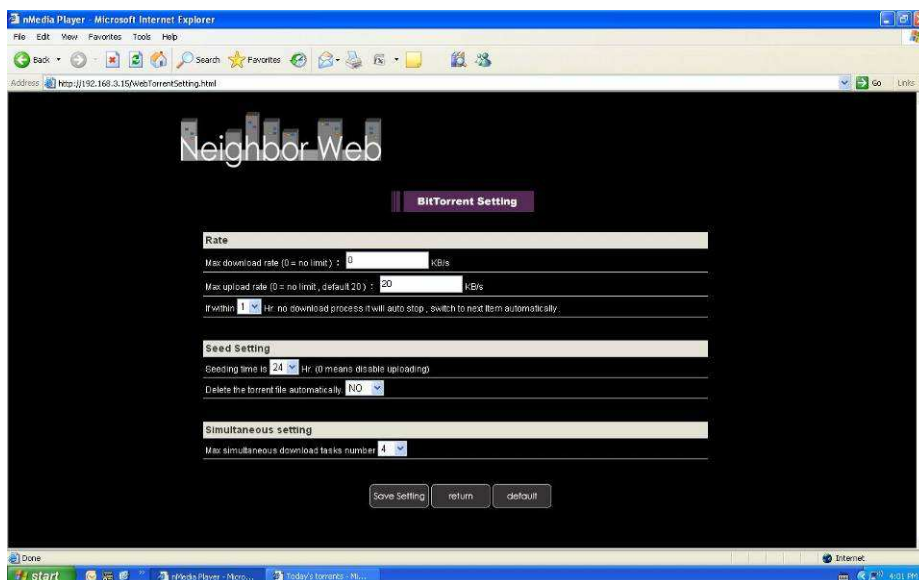 nMedia Player - Microsoft Internet Explorer
File Edit View Favorites Tools Help
Back Search Favorites
Address http://192.168.3.15/WebTorrentSetting.html Go Links
Neighbor Web
BitTorrent Setting
Rate
Max download rate (0 = no limit) : 0 KB/s
Max upload rate (0 = no limit , default 20 ) : 20 KB/s
If within 1 Hr. no download process it will auto stop , switch to next item automatically .
Seed Setting
Seeding time is 24 Hr. (0 means disable uploading)
Delete the torrent file automatically. NO
Simultaneous setting
Max simultaneous download tasks number 4
Save Setting return default
Done Internet
start nMedia Player - Micro... Today's torrents - Mi... 4:01 PM